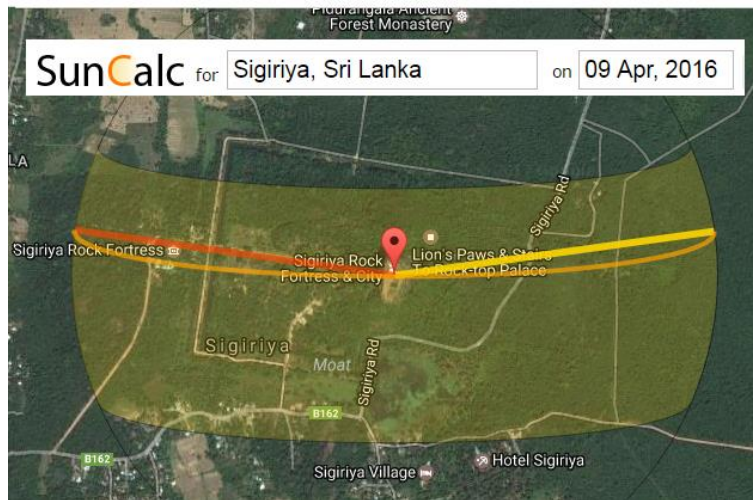 Pidurangala Ancient
Forest Monastery
SunCalc for Sigiriya, Sri Lanka on 09 Apr, 2016
LA
Sigiriya Rd
Sigiriya Rock Fortress
Sigiriya Rock
Fortress & City
Lion's Paws & Stairs
To Rock-top Palace
Sigiriya
Moat
Sigiriya Rd
B162
B162
Sigiriya Village
Hotel Sigiriya